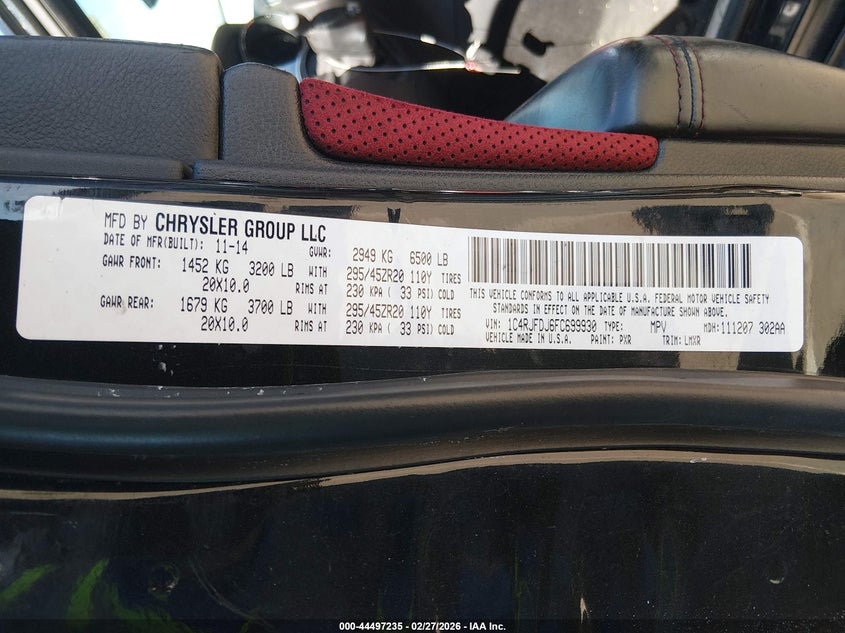 MFD BY CHRYSLER GROUP LLC
DATE OF MFR(BUILT): 11-14 GVWR: 2949 KG 6500 LB
GAWR FRONT: 1452 KG 3200 LB WITH 295/45ZR20 110Y TIRES
20X10.0 RIMS AT 230 KPA ( 33 PSI) COLD
GAWR REAR: 1679 KG 3700 LB WITH 295/45ZR20 110Y TIRES
20X10.0 RIMS AT 230 KPA ( 33 PSI) COLD
THIS VEHICLE CONFORMS TO ALL APPLICABLE U.S.A. FEDERAL MOTOR VEHICLE SAFETY
STANDARDS IN EFFECT ON THE DATE OF MANUFACTURE SHOWN ABOVE.
VIN: 1C4RJFDJ6FC699930 TYPE: MPV MDH: 111207 302AA
VEHICLE MADE IN U.S.A. PAINT: PXR TRIM: LMXR
000-44497235 - 02/27/2026 - IAA Inc.